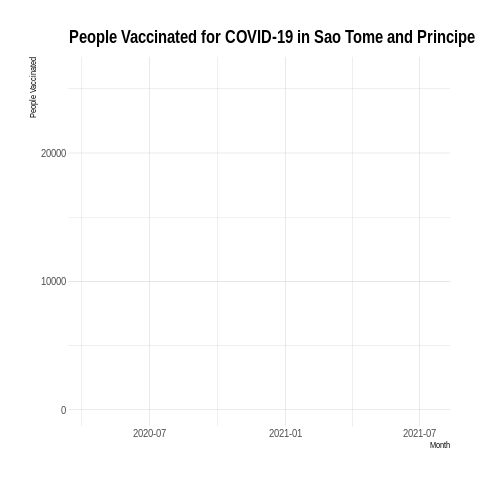 People Vaccinated for COVID-19 in Sao Tome and Principe
People Vaccinated
20000
10000
0
2020-07
2021-01
2021-07
Month